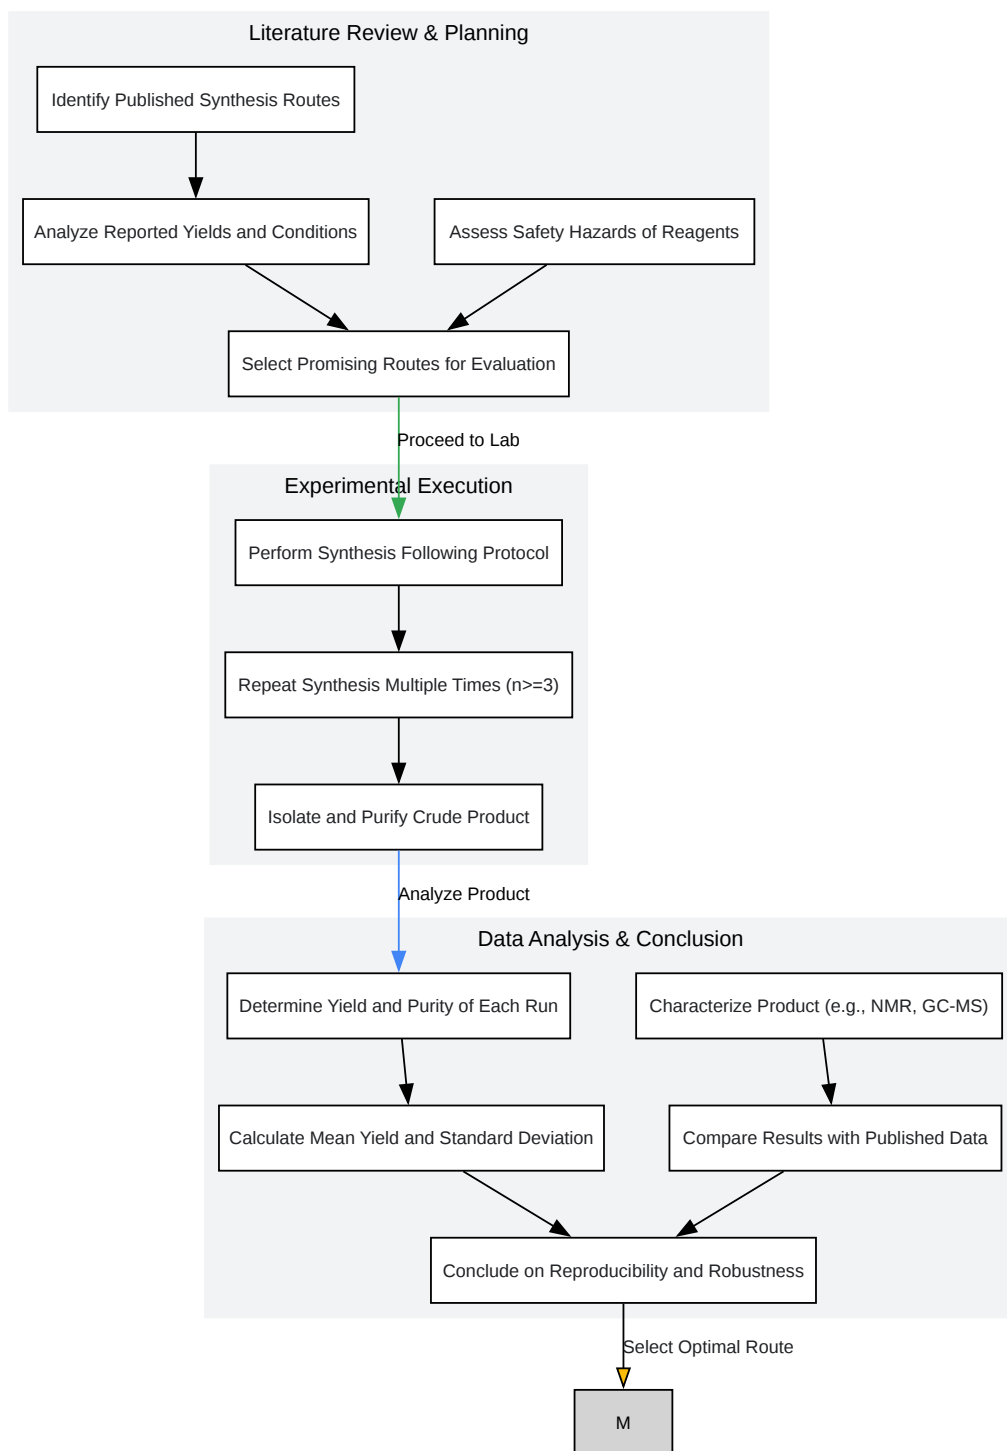 Literature Review & Planning
Identify Published Synthesis Routes
Analyze Reported Yields and Conditions
Assess Safety Hazards of Reagents
Select Promising Routes for Evaluation
Proceed to Lab
Experimental Execution
Perform Synthesis Following Protocol
Repeat Synthesis Multiple Times (n>=3)
Isolate and Purify Crude Product
Analyze Product
Data Analysis & Conclusion
Determine Yield and Purity of Each Run
Characterize Product (e.g., NMR, GC-MS)
Calculate Mean Yield and Standard Deviation
Compare Results with Published Data
Conclude on Reproducibility and Robustness
Select Optimal Route
M